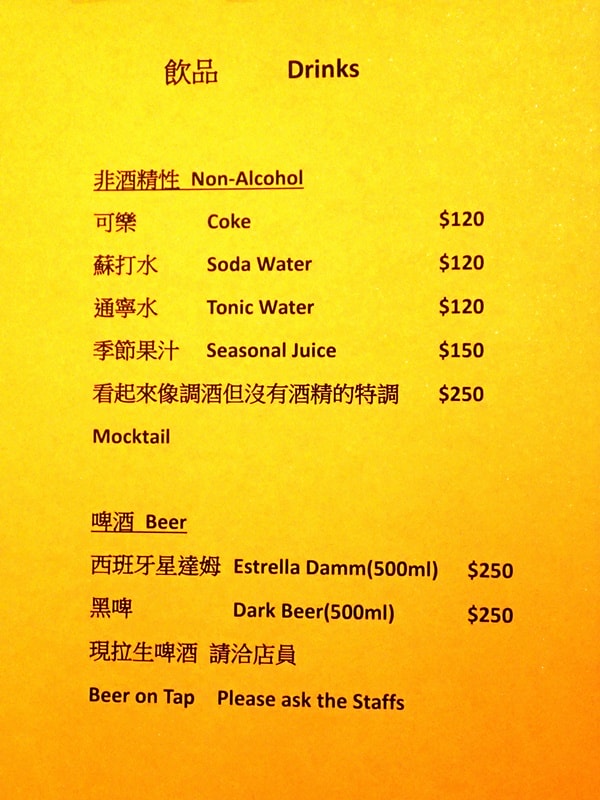 飲品 Drinks
非酒精性 Non-Alcohol
可樂 Coke $120
蘇打水 Soda Water $120
通寧水 Tonic Water $120
季節果汁 Seasonal Juice $150
看起來像調酒但沒有酒精的特調 $250
Mocktail
啤酒 Beer
西班牙星達姆 Estrella Damm(500ml) $250
黑啤 Dark Beer(500ml) $250
現拉生啤酒 請洽店員
Beer on Tap Please ask the Staffs